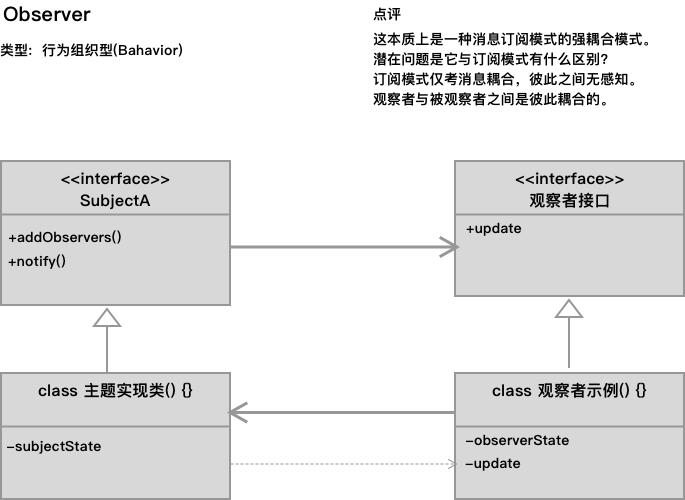 Observer
类型：行为组织型(Bahavior)
点评
这本质上是一种消息订阅模式的强耦合模式。
潜在问题是它与订阅模式有什么区别?
订阅模式仅考消息耦合，彼此之间无感知。
观察者与被观察者之间是彼此耦合的。
<<interface>>
SubjectA
+addObservers()
+notify()
<<interface>>
观察者接口
+update
class 主题实现类() {}
-subjectState
class 观察者示例() {}
-observerState
-update